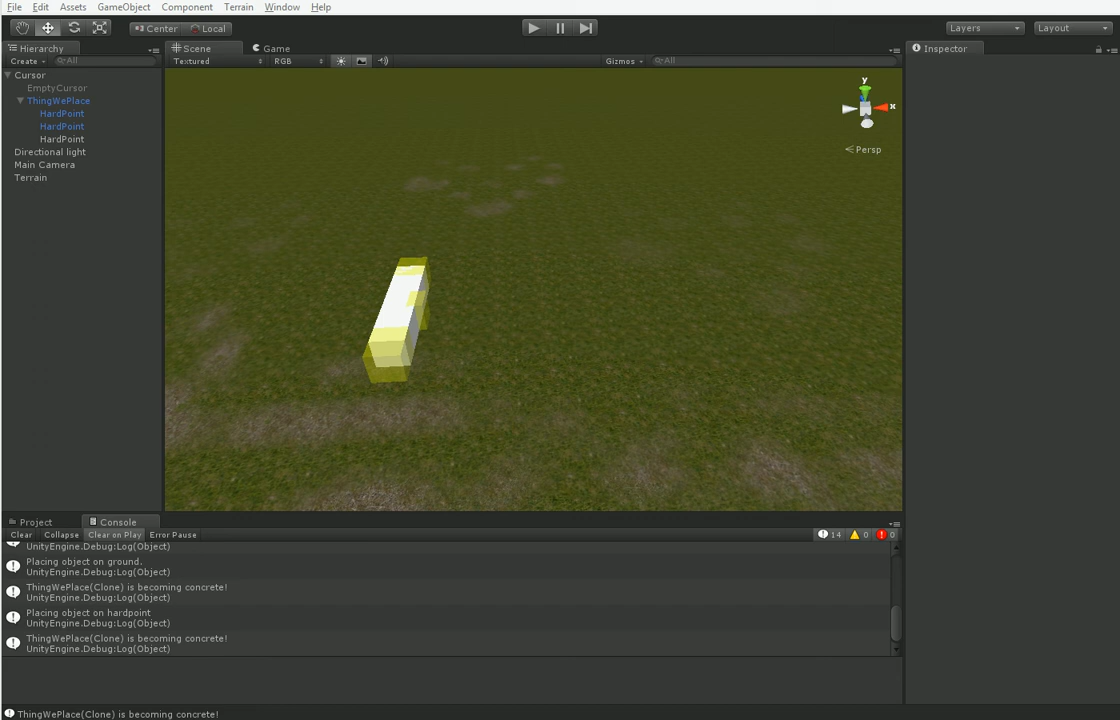 File Edit Assets GameObject Component Terrain Window Help
Center Local Layers Layout
Hierarchy Scene Game Inspector
Create All Textured RGB Gizmos All
Cursor
EmptyCursor
ThingWePlace
HardPoint
HardPoint
HardPoint
Directional light
Main Camera
Terrain
y
x
Persp
Project Console
Clear Collapse Clear on Play Error Pause 14 0 0
UnityEngine.Debug:Log(Object)
Placing object on ground.
UnityEngine.Debug:Log(Object)
ThingWePlace(Clone) is becoming concrete!
UnityEngine.Debug:Log(Object)
Placing object on hardpoint
UnityEngine.Debug:Log(Object)
ThingWePlace(Clone) is becoming concrete!
UnityEngine.Debug:Log(Object)
ThingWePlace(Clone) is becoming concrete!